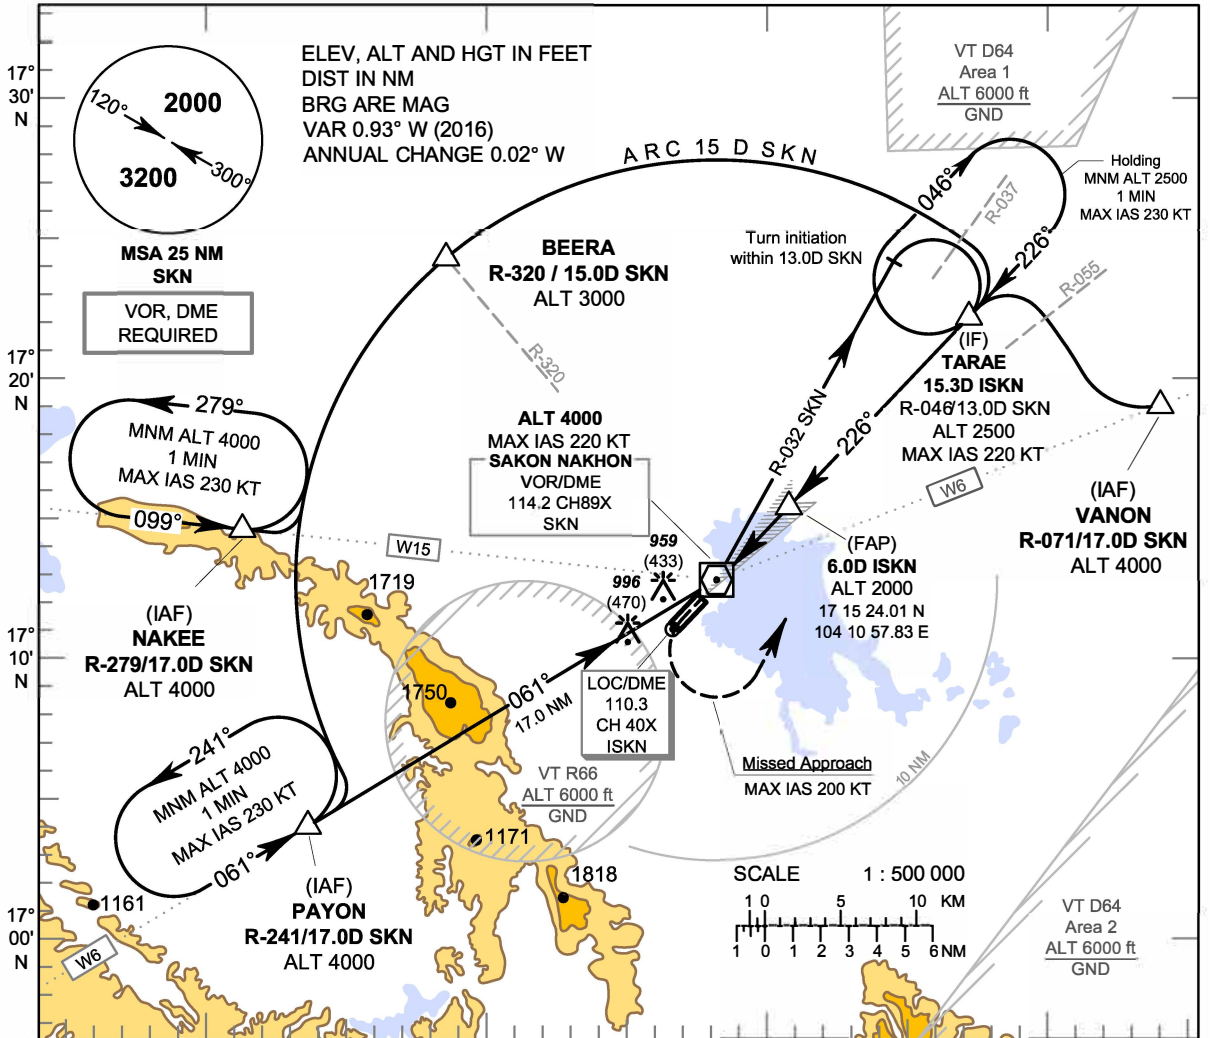 ELEV, ALT AND HGT IN FEET
DIST IN NM
BRG ARE MAG
VAR 0.93° W (2016)
ANNUAL CHANGE 0.02° W
17°
30'
N
120°
2000
3200
300°
MSA 25 NM
SKN
VOR, DME
REQUIRED
ARC 15 D SKN
VT D64
Area 1
ALT 6000 ft
GND
Holding
MNM ALT 2500
1 MIN
MAX IAS 230 KT
046°
R-037
226°
R-055
Turn initiation
within 13.0D SKN
BEERA
R-320 / 15.0D SKN
ALT 3000
R-320
17°
20'
N
(IF)
TARAE
15.3D ISKN
R-046/13.0D SKN
ALT 2500
MAX IAS 220 KT
R-032 SKN
226°
279°
MNM ALT 4000
1 MIN
MAX IAS 230 KT
099°
ALT 4000
MAX IAS 220 KT
SAKON NAKHON
VOR/DME
114.2 CH89X
SKN
W6
(IAF)
VANON
R-071/17.0D SKN
ALT 4000
W15
959
(433)
996
(470)
(FAP)
6.0D ISKN
ALT 2000
17 15 24.01 N
104 10 57.83 E
1719
(IAF)
NAKEE
R-279/17.0D SKN
ALT 4000
17°
10'
N
1750
061°
17.0 NM
LOC/DME
110.3
CH 40X
ISKN
241°
MNM ALT 4000
1 MIN
MAX IAS 230 KT
061°
VT R66
ALT 6000 ft
GND
Missed Approach
MAX IAS 200 KT
10 NM
1171
1818
1161
(IAF)
PAYON
R-241/17.0D SKN
ALT 4000
17°
00'
N
W6
SCALE 1 : 500 000
1 0 5 10 KM
1 0 1 2 3 4 5 6 NM
VT D64
Area 2
ALT 6000 ft
GND